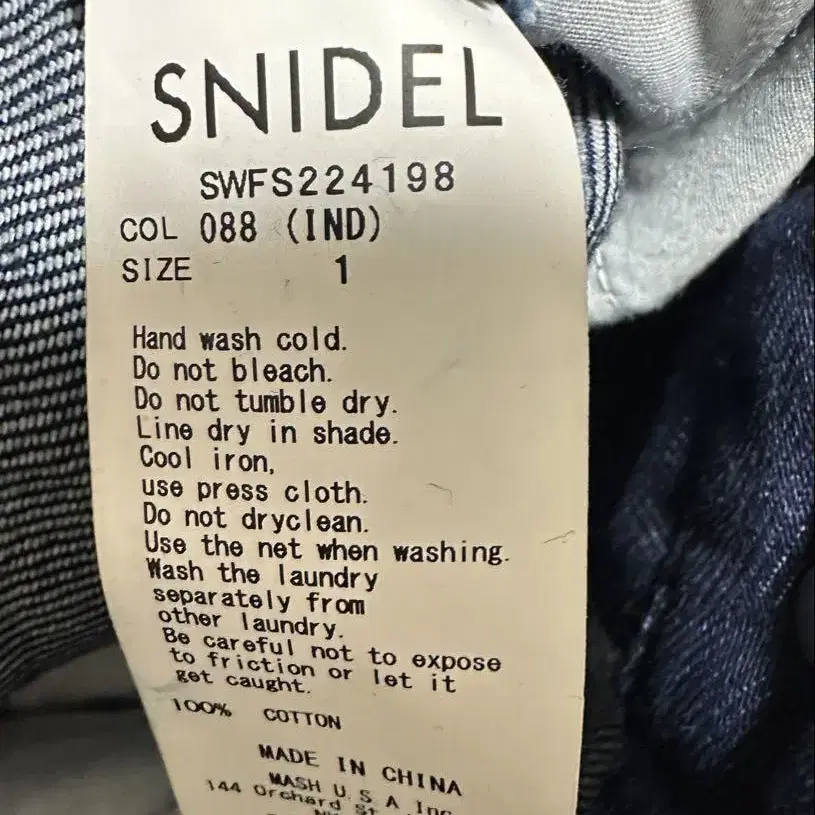 SNIDEL
SWFS224198
COL 088 (IND)
SIZE 1
Hand wash cold.
Do not bleach.
Do not tumble dry.
Line dry in shade.
Cool iron,
use press cloth.
Do not dryclean.
Use the net when washing.
Wash the laundry
separately from
other laundry.
Be careful not to expose
to friction or let it
get caught.
100% COTTON
MADE IN CHINA
MASH U.S.A Inc
144 Orchard St